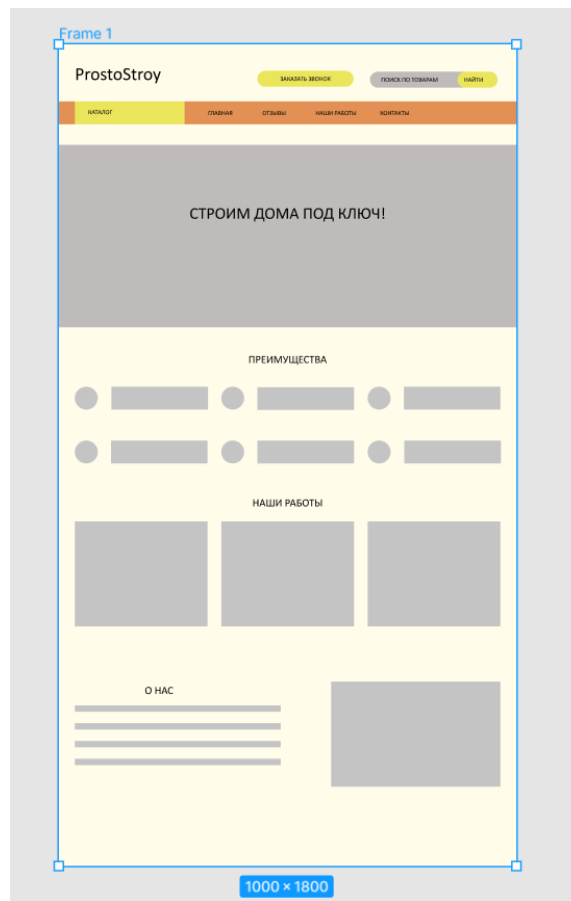 Frame 1
ProstoStroy
ЗАКАЗАТЬ ЗВОНОК
ПОИСК ПО ТОВАРАМ
НАЙТИ
КАТАЛОГ
ГЛАВНАЯ
ОТЗЫВЫ
НАШИ РАБОТЫ
КОНТАКТЫ
СТРОИМ ДОМА ПОД КЛЮЧ!
ПРЕИМУЩЕСТВА
НАШИ РАБОТЫ
О НАС
1000 × 1800